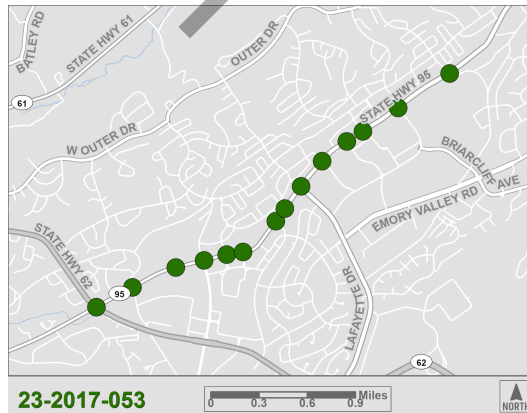 BATLEY RD
STATE HWY 61
OUTER DR
61
STATE HWY 95
W OUTER DR
BRIARCLIFF
AVE
EMORY VALLEY RD
STATE HWY 62
95
LAFAYETTE DR
62
23-2017-053
Miles
0 0.3 0.6 0.9
NORTH